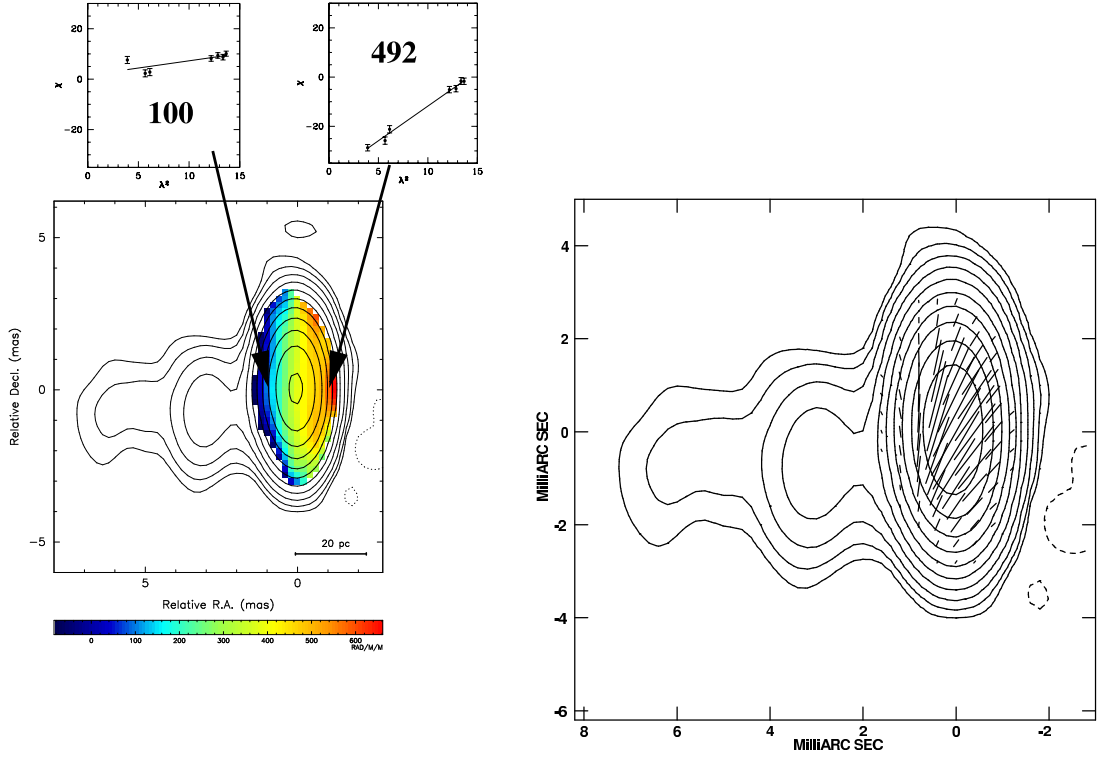 20
0
-20
χ
100
0 5 10 15
λ²
20
0
-20
χ
492
0 5 10 15
λ²
Relative Decl. (mas)
5
0
-5
20 pc
5 0
Relative R.A. (mas)
0 100 200 300 400 500 600
RAD/M/M
MilliARC SEC
4
2
0
-2
-4
-6
8 6 4 2 0 -2
MilliARC SEC